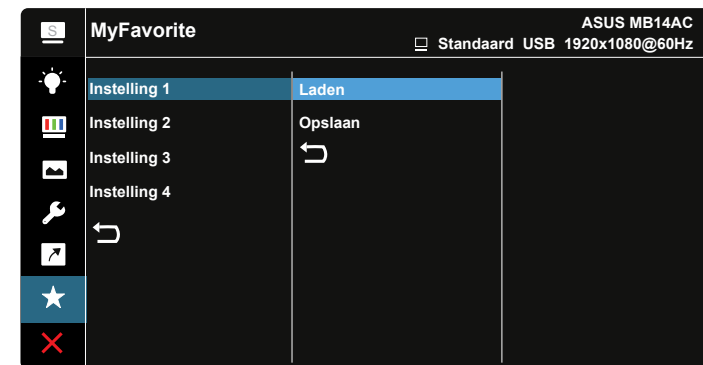 S
MyFavorite
ASUS MB14AC
Standaard USB 1920x1080@60Hz
Instelling 1
Laden
Instelling 2
Opslaan
Instelling 3
Instelling 4